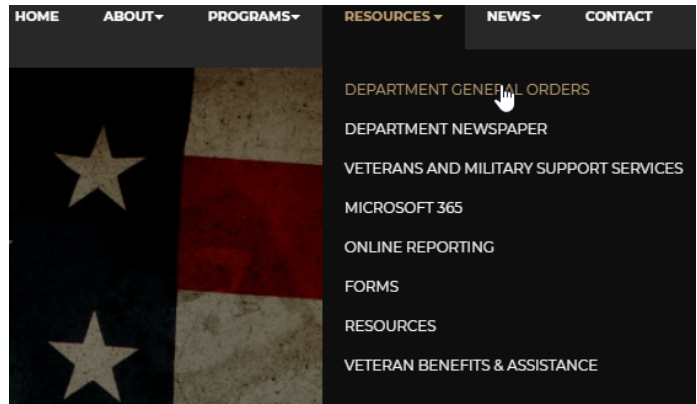 HOME ABOUT PROGRAMS RESOURCES NEWS CONTACT
DEPARTMENT GENERAL ORDERS
DEPARTMENT NEWSPAPER
VETERANS AND MILITARY SUPPORT SERVICES
MICROSOFT 365
ONLINE REPORTING
FORMS
RESOURCES
VETERAN BENEFITS & ASSISTANCE